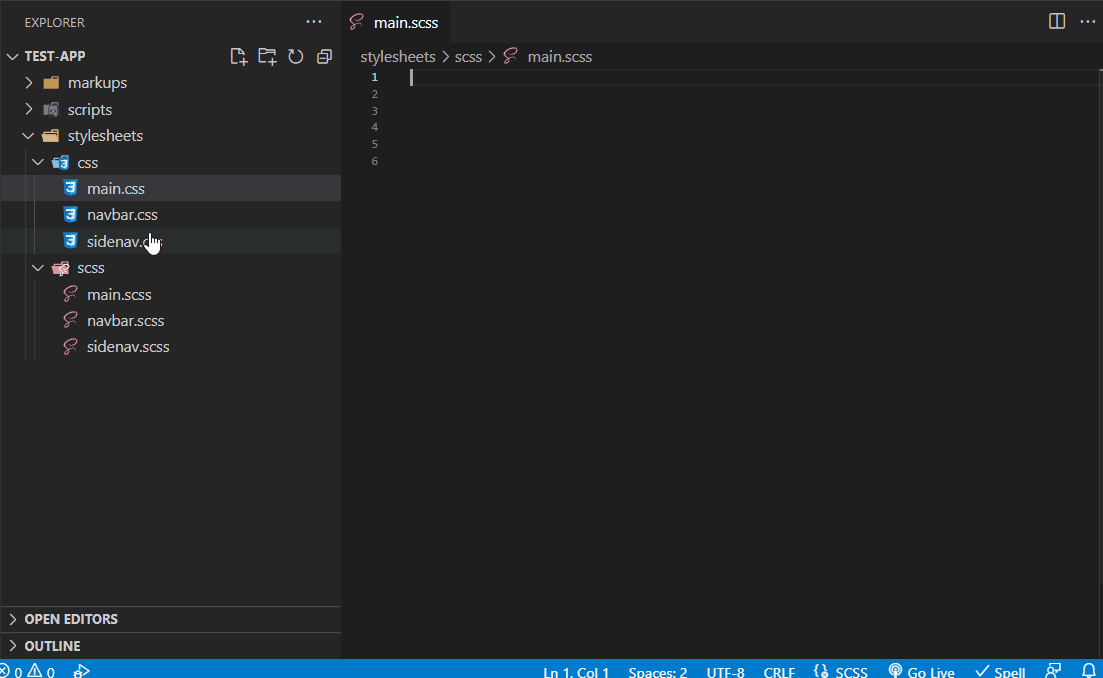 EXPLORER
main.scss
TEST-APP
stylesheets > scss > main.scss
markups
scripts
stylesheets
css
main.css
navbar.css
sidenav.
scss
main.scss
navbar.scss
sidenav.scss
1
2
3
4
5
6
OPEN EDITORS
OUTLINE
0 0 Ln 1, Col 1 Spaces: 2 UTF-8 CRLF SCSS Go Live Spell